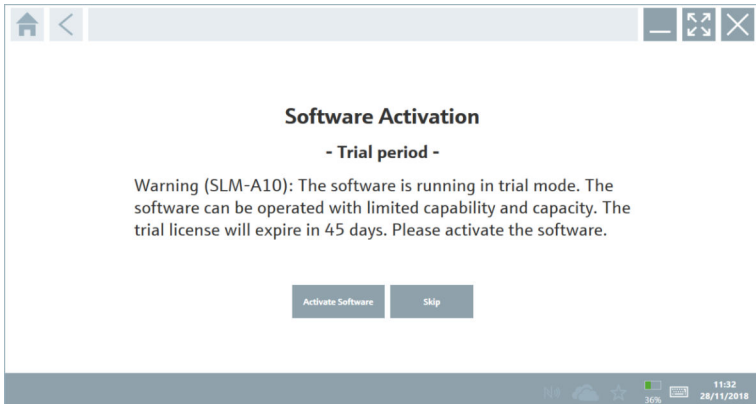 Software Activation
- Trial period -
Warning (SLM-A10): The software is running in trial mode. The
software can be operated with limited capability and capacity. The
trial license will expire in 45 days. Please activate the software.
Activate Software Skip
36%
11:32
28/11/2018